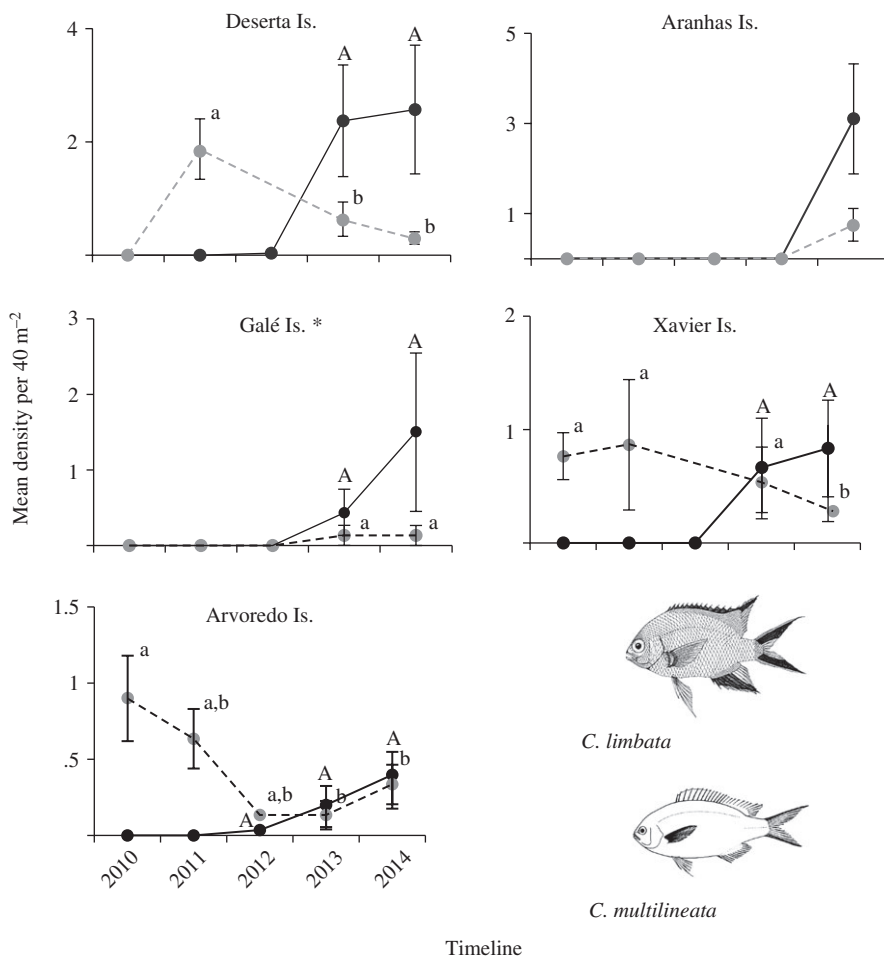 Mean density per 40 m⁻²
Deserta Is.
4
2
a
A
A
b
b
Aranhas Is.
5
3
1
Galé Is. *
3
2
1
A
A
a
a
Xavier Is.
2
1
a
a
A
a
A
b
Arvoredo Is.
1.5
1
.5
a
a,b
a,b
A
A
b
A
b
2010
2011
2012
2013
2014
C. limbata
C. multilineata
Timeline